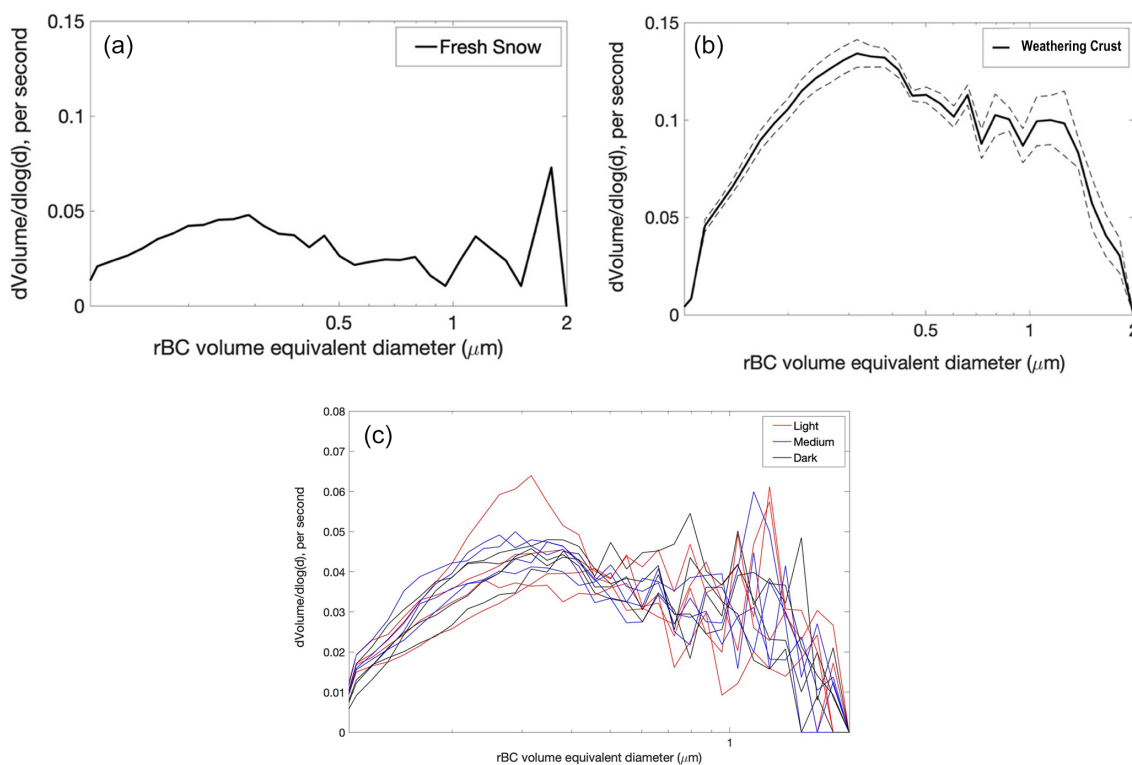 0.15
(a)
Fresh Snow
0.1
0.05
0
dVolume/dlog(d), per second
0.5
1
2
rBC volume equivalent diameter (μm)
0.15
(b)
Weathering Crust
0.1
0.05
0
dVolume/dlog(d), per second
0.5
1
2
rBC volume equivalent diameter (μm)
0.08
(c)
Light
Medium
Dark
0.07
0.06
0.05
0.04
0.03
0.02
0.01
0
dVolume/dlog(d), per second
1
rBC volume equivalent diameter (μm)